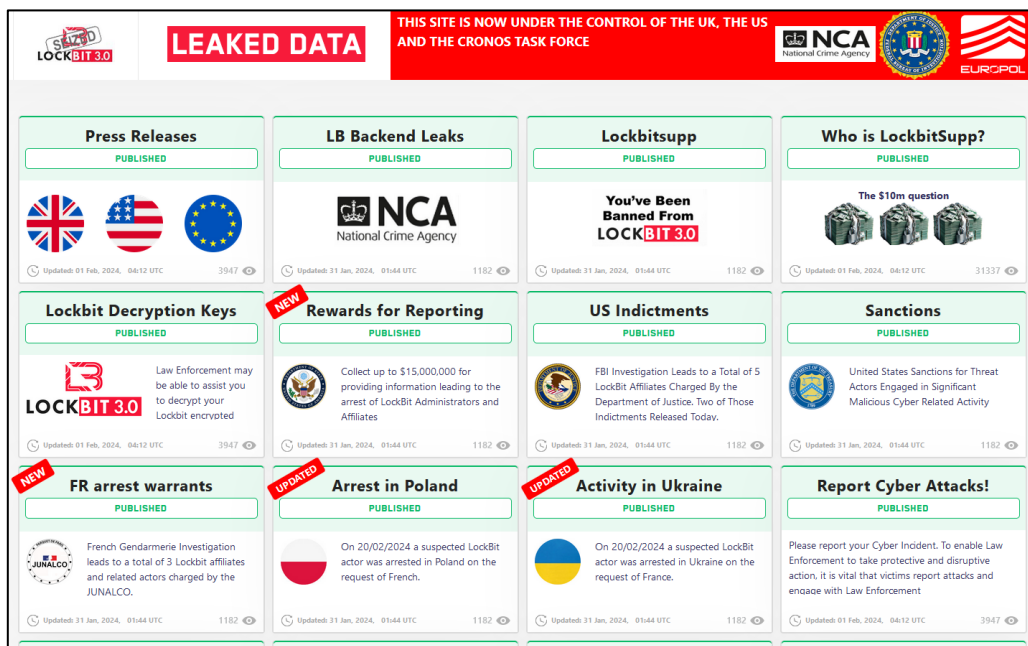 SEIZED
LOCKBIT 3.0
LEAKED DATA
THIS SITE IS NOW UNDER THE CONTROL OF THE UK, THE US
AND THE CRONOS TASK FORCE
NCA
National Crime Agency
EUROPOL
Press Releases
PUBLISHED
Updated: 01 Feb, 2024, 04:12 UTC
3947
LB Backend Leaks
PUBLISHED
NCA
National Crime Agency
Updated: 31 Jan, 2024, 01:44 UTC
1182
Lockbitsupp
PUBLISHED
You've Been
Banned From
LOCKBIT 3.0
Updated: 31 Jan, 2024, 01:44 UTC
1182
Who is LockbitSupp?
PUBLISHED
The $10m question
Updated: 01 Feb, 2024, 04:12 UTC
31337
Lockbit Decryption Keys
PUBLISHED
LOCKBIT 3.0
Law Enforcement may
be able to assist you
to decrypt your
Lockbit encrypted
Updated: 01 Feb, 2024, 04:12 UTC
3947
NEW
Rewards for Reporting
PUBLISHED
Collect up to $15,000,000 for
providing information leading to the
arrest of LockBit Administrators and
Affiliates
Updated: 31 Jan, 2024, 01:44 UTC
1182
US Indictments
PUBLISHED
FBI Investigation Leads to a Total of 5
LockBit Affiliates Charged By the
Department of Justice. Two of Those
Indictments Released Today.
Updated: 31 Jan, 2024, 01:44 UTC
1182
Sanctions
PUBLISHED
United States Sanctions for Threat
Actors Engaged in Significant
Malicious Cyber Related Activity
Updated: 31 Jan, 2024, 01:44 UTC
1182
NEW
FR arrest warrants
PUBLISHED
JUNALCO
French Gendarmerie Investigation
leads to a total of 3 Lockbit affiliates
and related actors charged by the
JUNALCO.
Updated: 31 Jan, 2024, 01:44 UTC
1182
UPDATED
Arrest in Poland
PUBLISHED
On 20/02/2024 a suspected LockBit
actor was arrested in Poland on the
request of French.
Updated: 31 Jan, 2024, 01:44 UTC
1182
UPDATED
Activity in Ukraine
PUBLISHED
On 20/02/2024 a suspected LockBit
actor was arrested in Ukraine on the
request of France.
Updated: 31 Jan, 2024, 01:44 UTC
1182
Report Cyber Attacks!
PUBLISHED
Please report your Cyber Incident. To enable Law
Enforcement to take protective and disruptive
action, it is vital that victims report attacks and
engage with Law Enforcement
Updated: 01 Feb, 2024, 04:12 UTC
3947